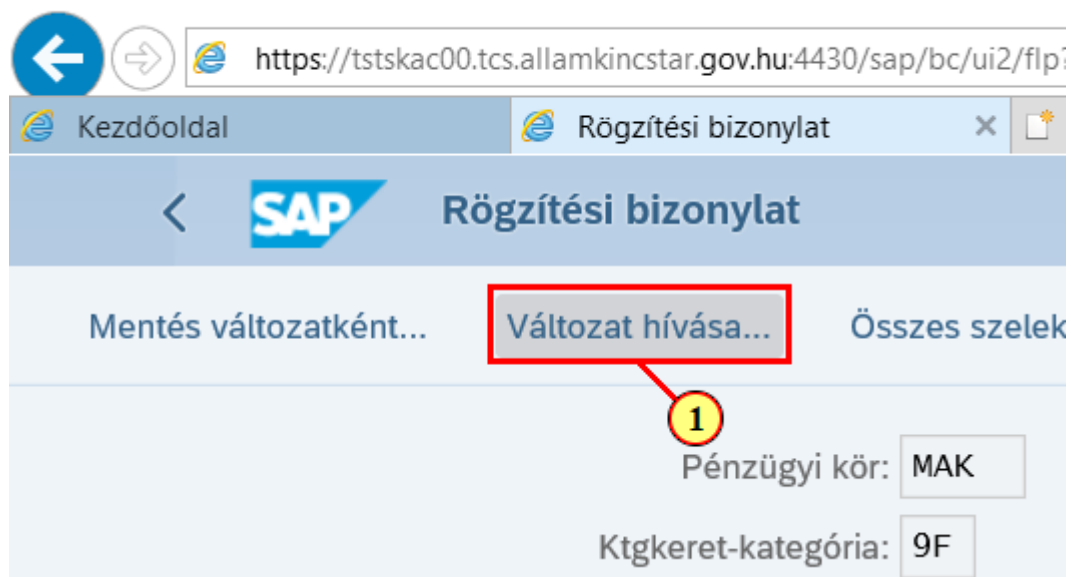 https://tstskac00.tcs.allamkincstar.gov.hu:4430/sap/bc/ui2/flp?
Kezdőoldal Rögzítési bizonylat
SAP Rögzítési bizonylat
Mentés változatként... Változat hívása... Összes szelek
1
Pénzügyi kör: MAK
Ktgkeret-kategória: 9F